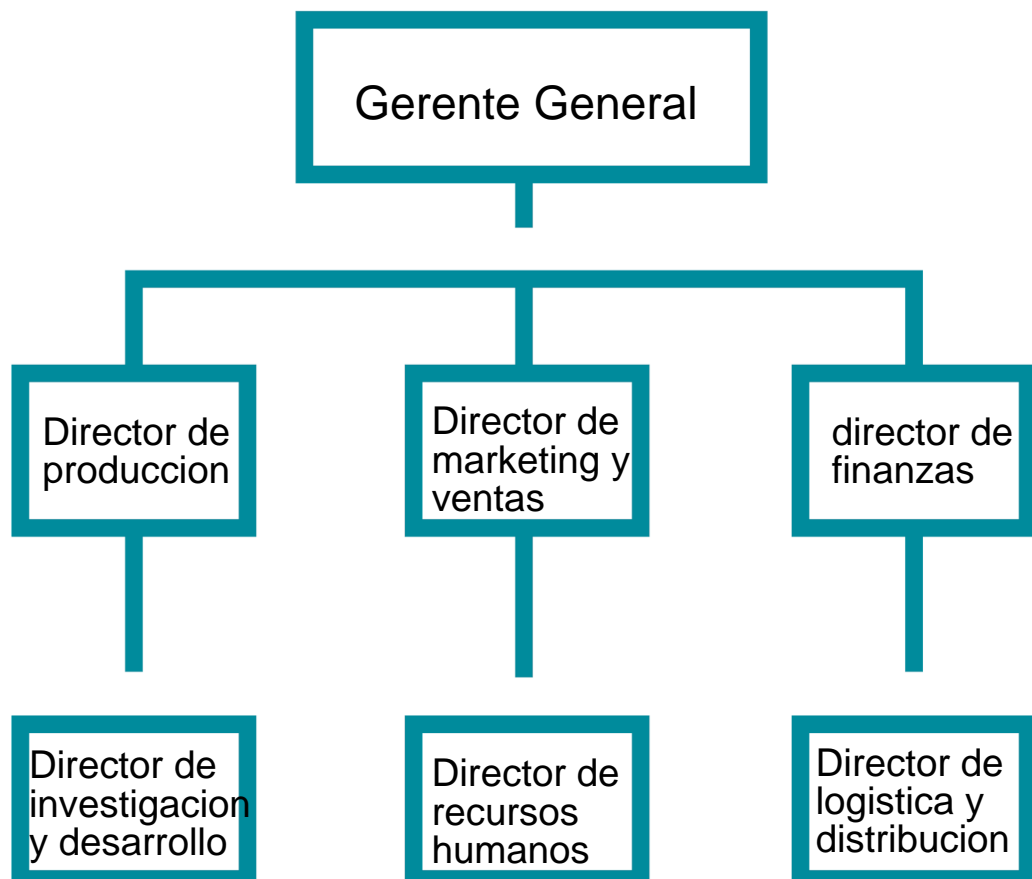 Gerente General
Director de
produccion
Director de
marketing y
ventas
director de
finanzas
Director de
investigacion
y desarrollo
Director de
recursos
humanos
Director de
logistica y
distribucion